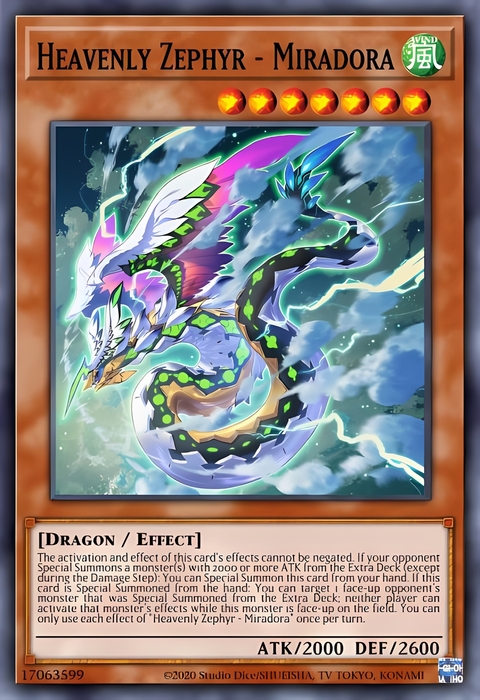 Heavenly Zephyr - Miradora
WIND
風
[Dragon / Effect]
The activation and effect of this card's effects cannot be negated. If your opponent
Special Summons a monster(s) with 2000 or more ATK from the Extra Deck (except
during the Damage Step): You can Special Summon this card from your hand. If this
card is Special Summoned from the hand: You can target 1 face-up opponent's
monster that was Special Summoned from the Extra Deck; neither player can
activate that monster's effects while this monster is face-up on the field. You can
only use each effect of "Heavenly Zephyr - Miradora" once per turn.
ATK/2000 DEF/2600
17063599
©2020 Studio Dice/SHUEISHA, TV TOKYO, KONAMI